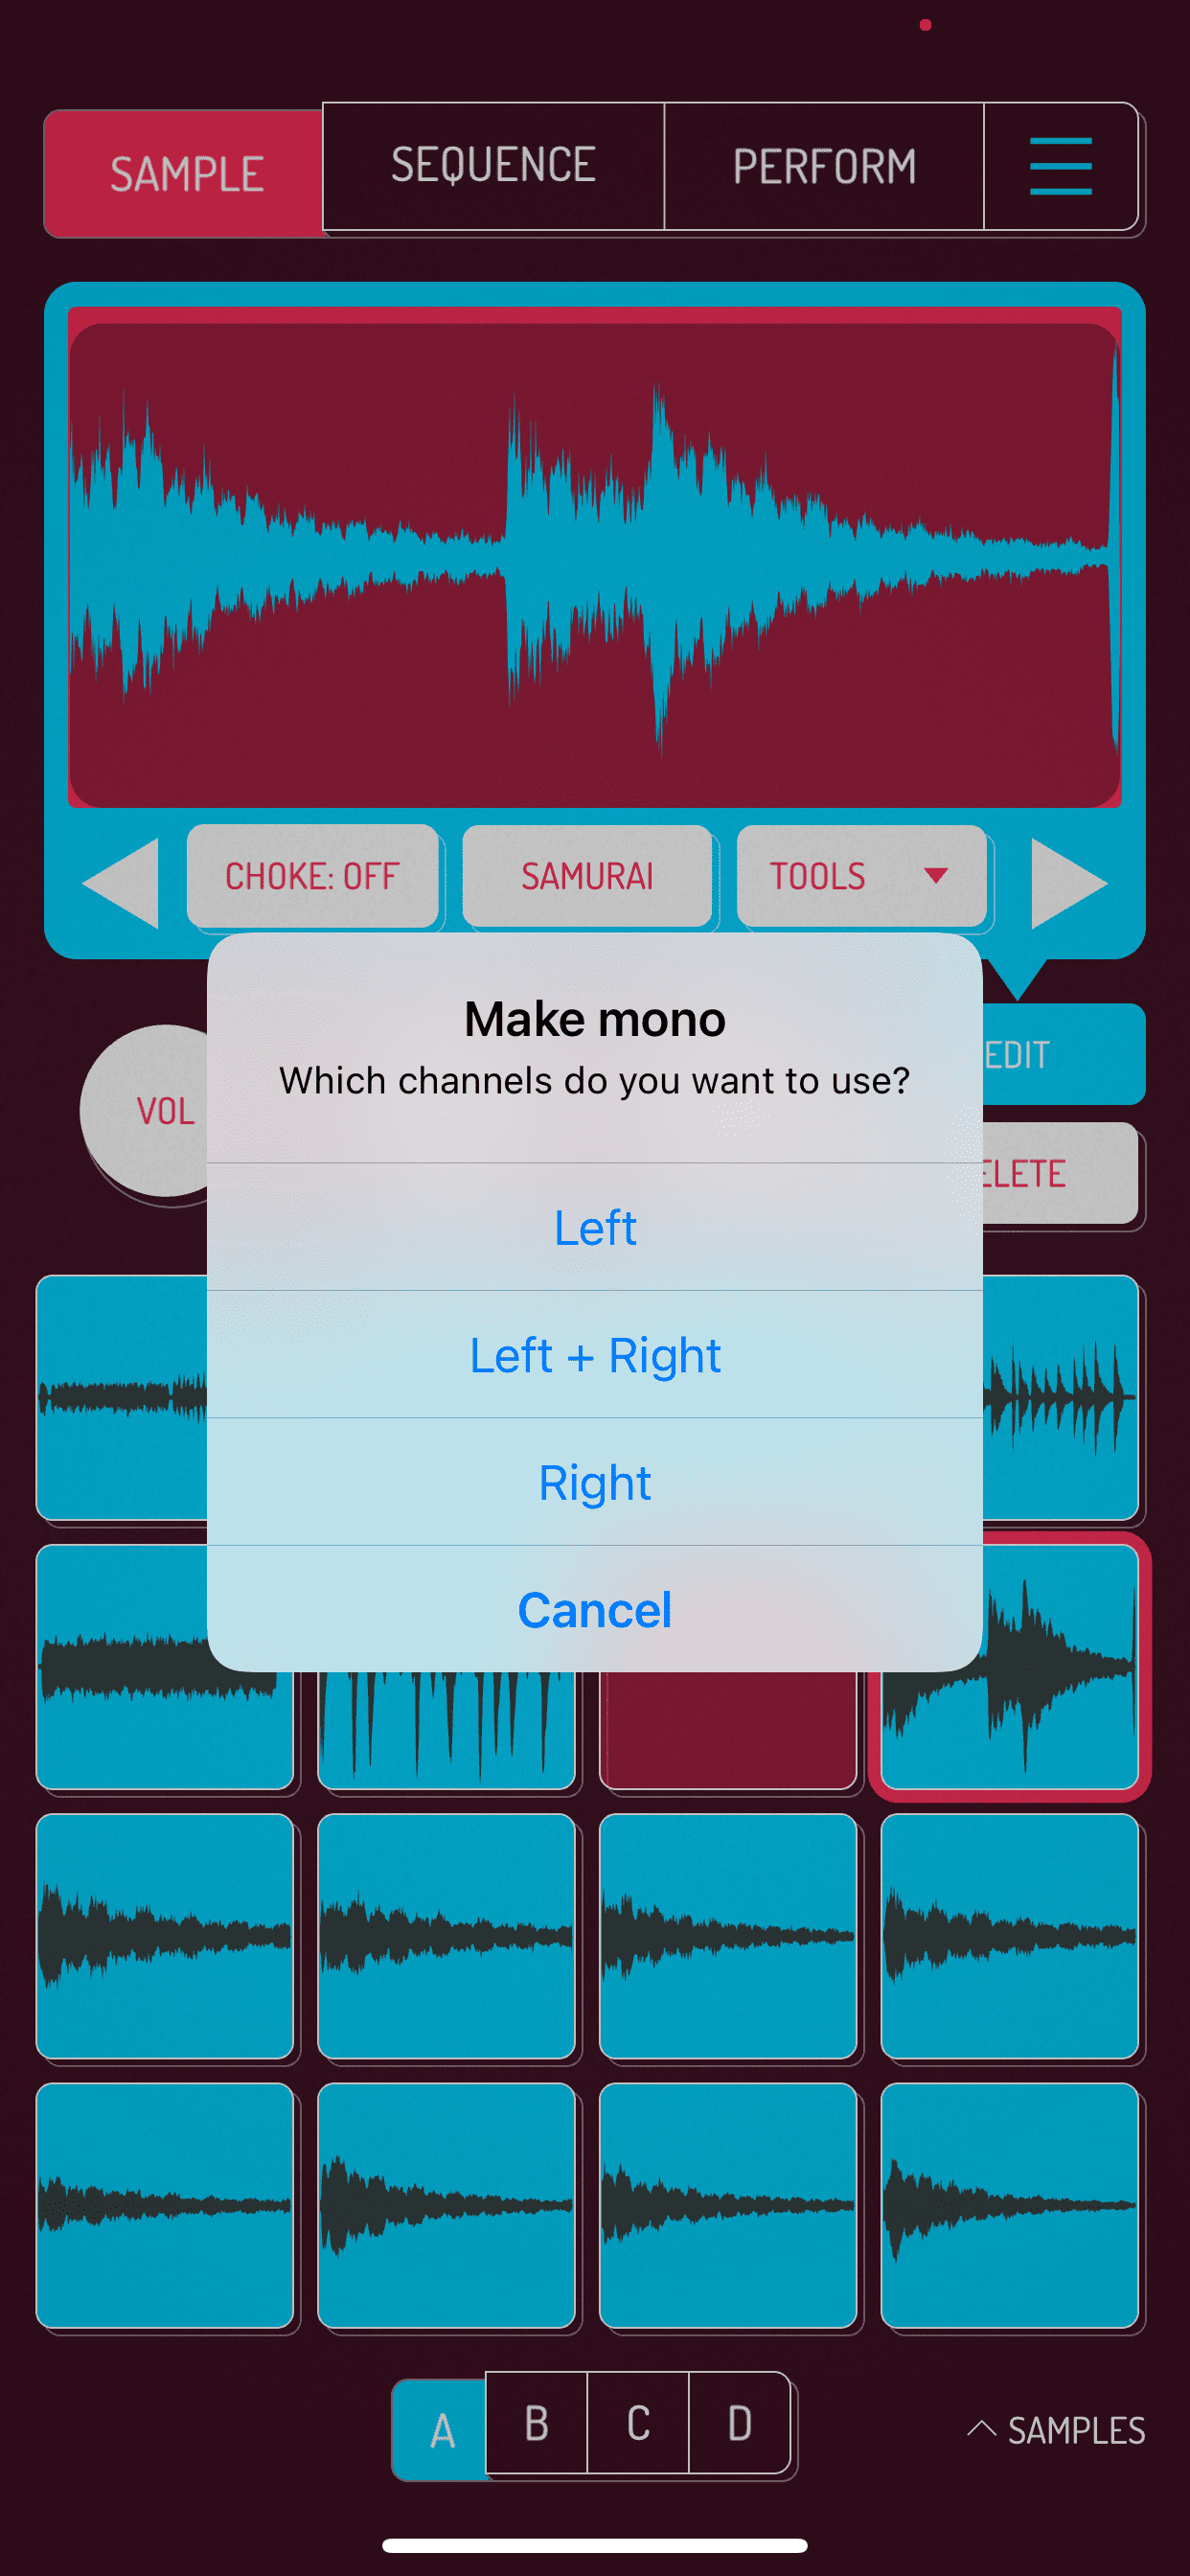 SAMPLE SEQUENCE PERFORM
CHOKE: OFF SAMURAI TOOLS
Make mono
Which channels do you want to use?
EDIT
VOL
ELETE
Left
Left + Right
Right
Cancel
A B C D
SAMPLES